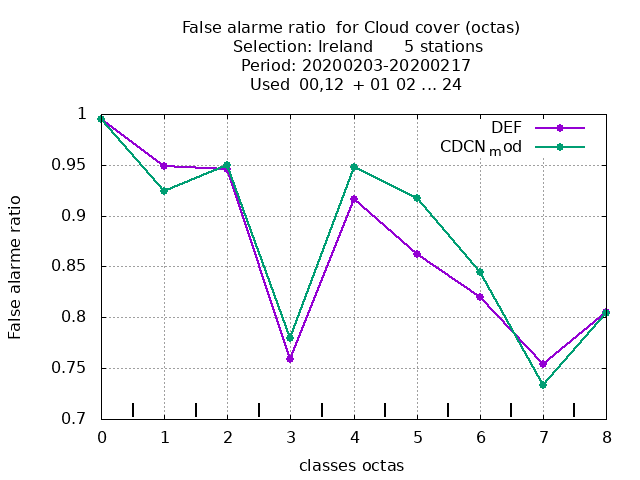 False alarme ratio  for Cloud cover (octas)
Selection: Ireland      5 stations
Period: 20200203-20200217
Used  00,12  + 01 02 ... 24
DEF
CDCN_mod
1
0.95
0.9
0.85
0.8
0.75
0.7
False alarme ratio
0 1 2 3 4 5 6 7 8
classes octas